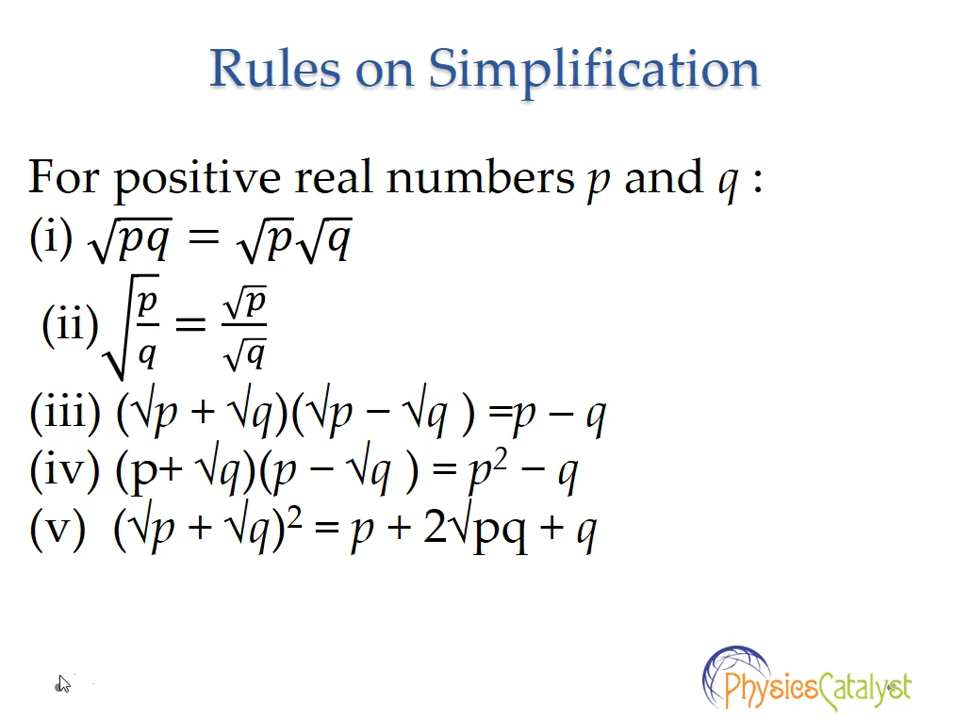 Rules on Simplification
For positive real numbers p and q :
(i) √pq = √p√q
(ii) √(p/q) = √p/√q
(iii) (√p + √q)(√p − √q ) =p – q
(iv) (p+ √q)(p − √q ) = p² − q
(v) (√p + √q)² = p + 2√pq + q
PhysicsCatalyst